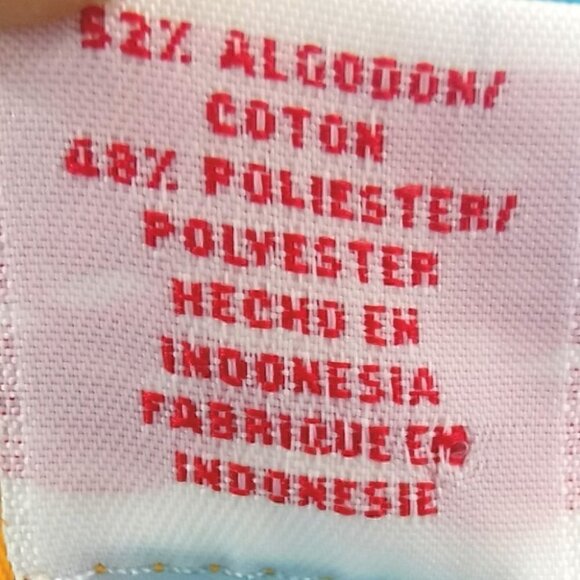 52% ALGODON/
COTON
48% POLIESTER/
POLYESTER
HECHO EN
INDONESIA
FABRIQUE EN
INDONESIE